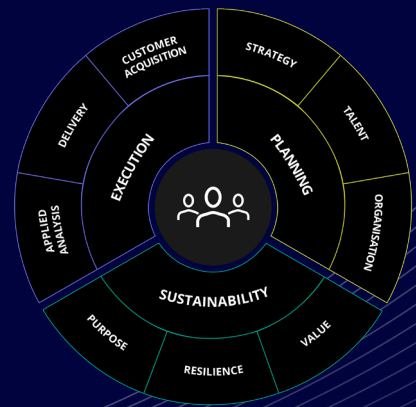 CUSTOMER
ACQUISITION
STRATEGY
DELIVERY
TALENT
EXECUTION
PLANNING
APPLIED
ANALYSIS
ORGANISATION
SUSTAINABILITY
PURPOSE
RESILIENCE
VALUE